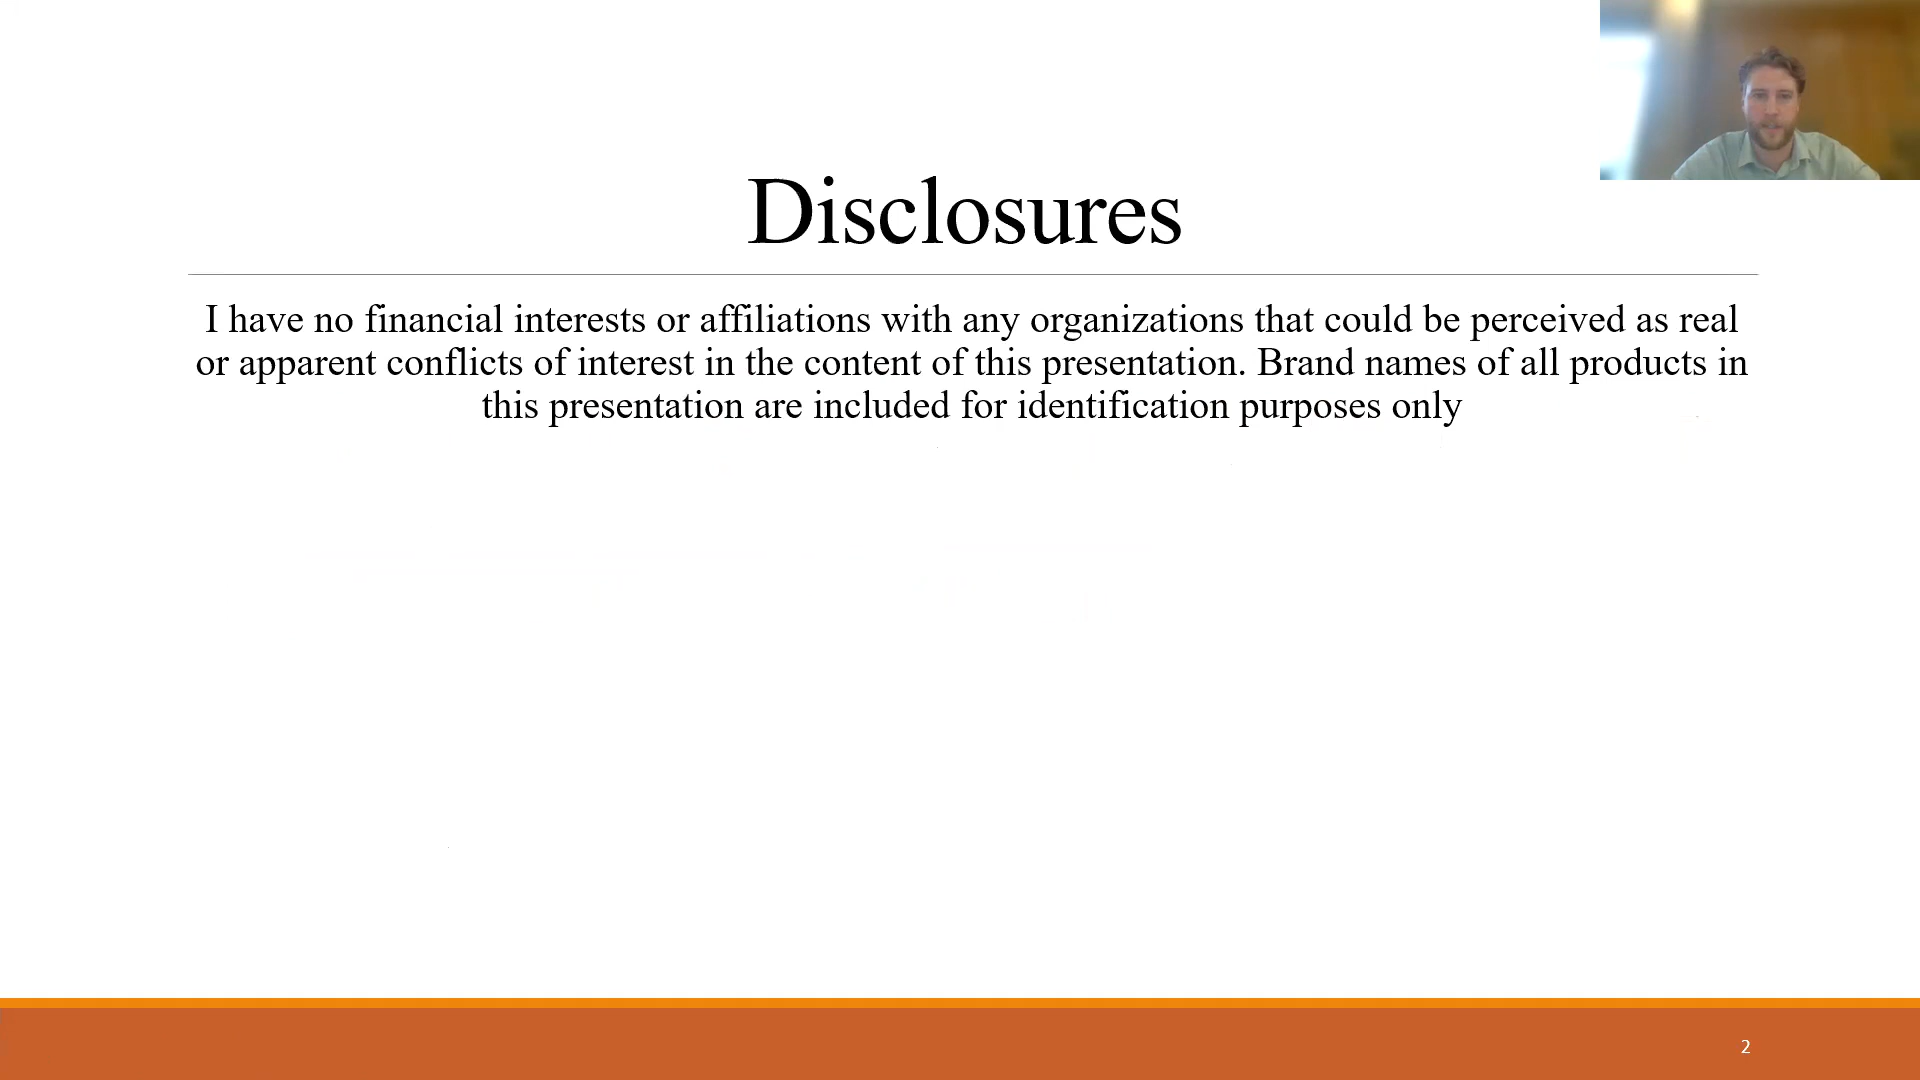 Disclosures
I have no financial interests or affiliations with any organizations that could be perceived as real
or apparent conflicts of interest in the content of this presentation. Brand names of all products in
this presentation are included for identification purposes only
2